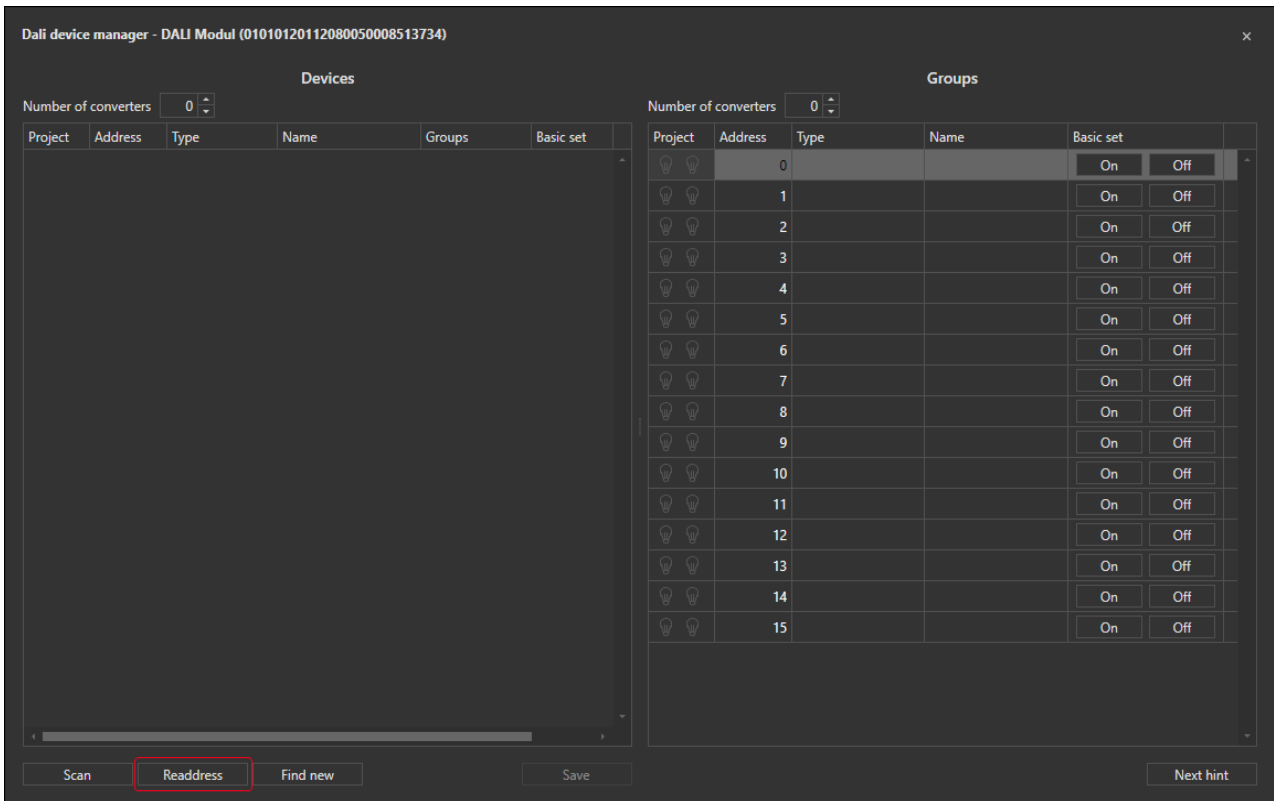 Dali device manager - DALI Modul (01010120112080050008513734)
Devices
Number of converters 0
Project Address Type Name Groups Basic set
Groups
Number of converters 0
Project Address Type Name Basic set
0 On Off
1 On Off
2 On Off
3 On Off
4 On Off
5 On Off
6 On Off
7 On Off
8 On Off
9 On Off
10 On Off
11 On Off
12 On Off
13 On Off
14 On Off
15 On Off
Scan Readdress Find new Save Next hint